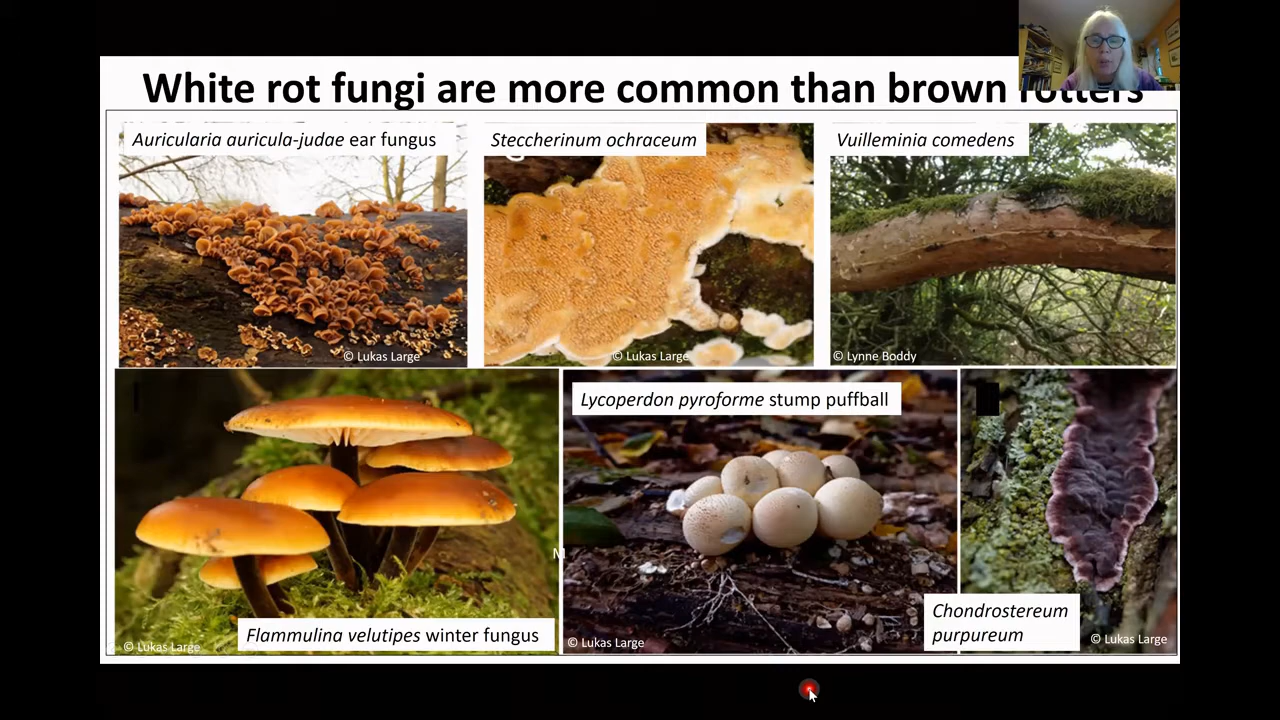 White rot fungi are more common than brown rotters
Auricularia auricula-judae ear fungus
Steccherinum ochraceum
Vuilleminia comedens
© Lukas Large
© Lukas Large
© Lynne Boddy
Lycoperdon pyroforme stump puffball
M
Chondrostereum
purpureum
Flammulina velutipes winter fungus
© Lukas Large
© Lukas Large
© Lukas Large